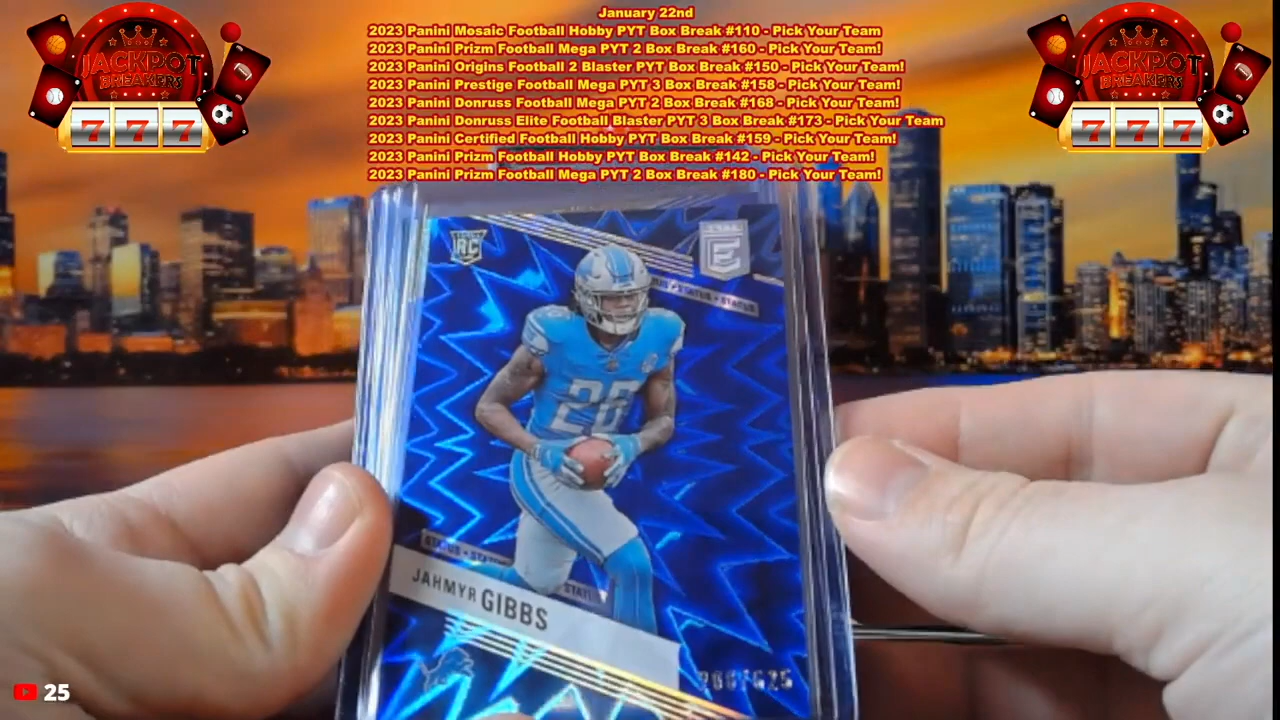 January 22nd
2023 Panini Mosaic Football Hobby PYT Box Break #110 - Pick Your Team
2023 Panini Prizm Football Mega PYT 2 Box Break #160 - Pick Your Team!
2023 Panini Origins Football 2 Blaster PYT Box Break #150 - Pick Your Team!
2023 Panini Prestige Football Mega PYT 3 Box Break #158 - Pick Your Team!
2023 Panini Donruss Football Mega PYT 2 Box Break #168 - Pick Your Team!
2023 Panini Donruss Elite Football Blaster PYT 3 Box Break #173 - Pick Your Team
2023 Panini Certified Football Hobby PYT Box Break #159 - Pick Your Team!
2023 Panini Prizm Football Hobby PYT Box Break #142 - Pick Your Team!
2023 Panini Prizm Football Mega PYT 2 Box Break #180 - Pick Your Team!
JACKPOT
BREAKERS
777
JACKPOT
BREAKERS
777
RC
E
STATUS • STATUS
26
STATUS • STATUS
JAHMYR GIBBS
25